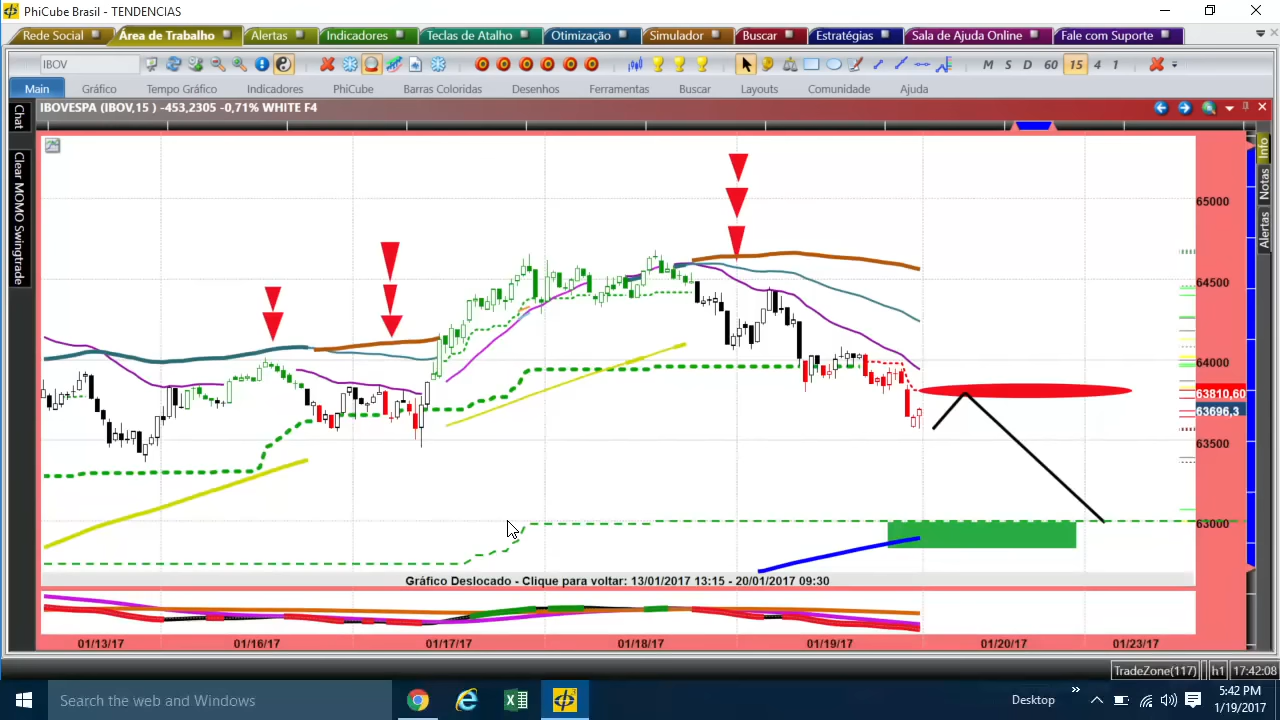 PhiCube Brasil - TENDENCIAS
Rede Social Área de Trabalho Alertas Indicadores Teclas de Atalho Otimização Simulador Buscar Estratégias Sala de Ajuda Online Fale com Suporte
IBOV M S D 60 15 4 1
Main Gráfico Tempo Gráfico Indicadores PhiCube Barras Coloridas Desenhos Ferramentas Buscar Layouts Comunidade Ajuda
IBOVESPA (IBOV,15 ) -453,2305 -0,71% WHITE F4
Chat
Clear MOMO Swingtrade
Info
Notas
Alertas
65000
64500
64000
63810,60
63696,3
63500
63000
Gráfico Deslocado - Clique para voltar: 13/01/2017 13:15 - 20/01/2017 09:30
01/13/17 01/16/17 01/17/17 01/18/17 01/19/17 01/20/17 01/23/17
TradeZone(117) h1 17:42:08
Search the web and Windows
Desktop
5:42 PM
1/19/2017